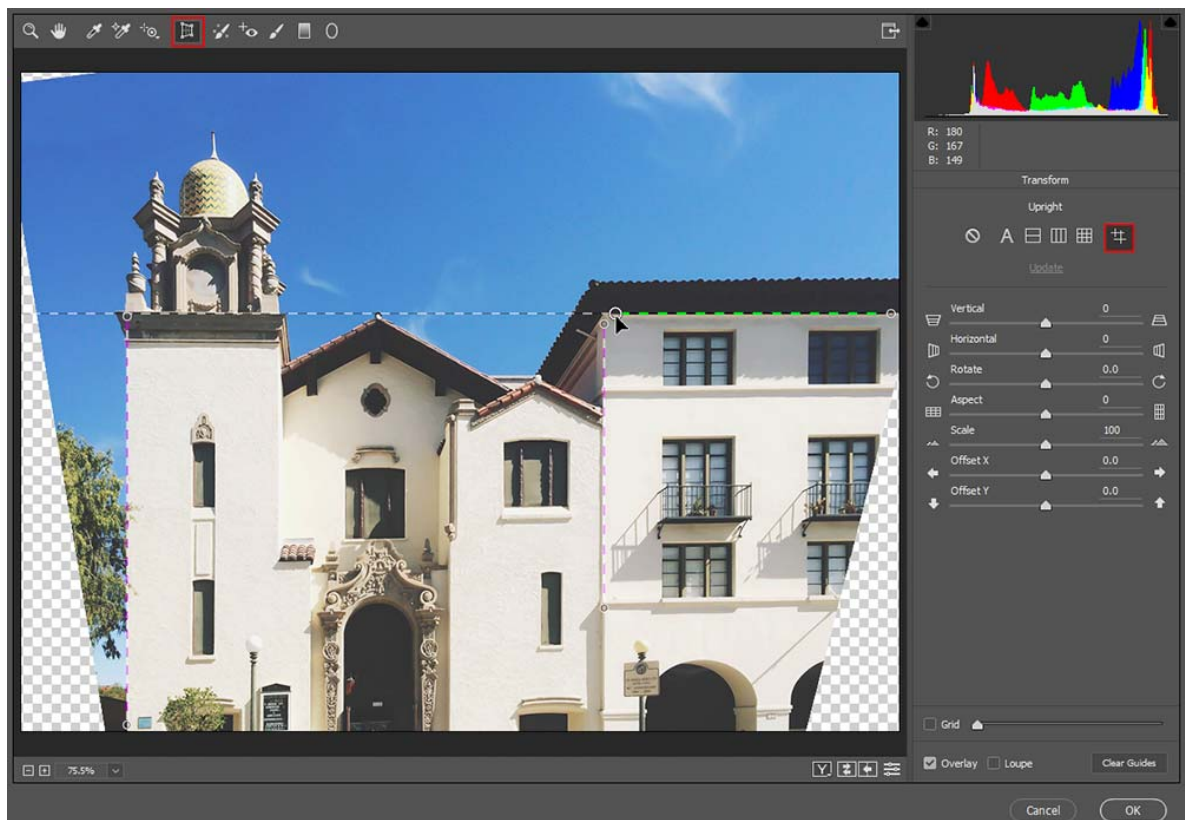 R: 180
G: 167
B: 149
Transform
Upright
A
Update
Vertical 0
Horizontal 0
Rotate 0.0
Aspect 0
Scale 100
Offset X 0.0
Offset Y 0.0
Grid
Overlay Loupe Clear Guides
75.5% Y
Cancel OK